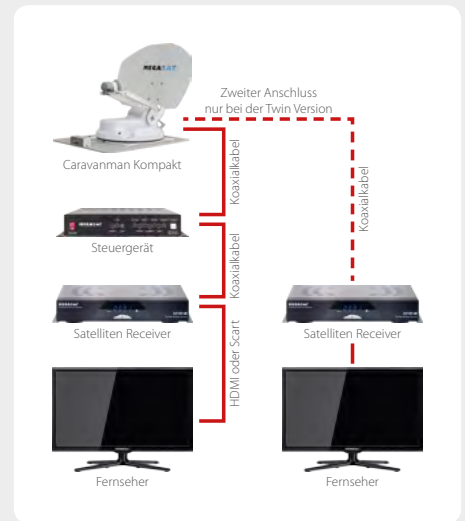 MEGASAT
Zweiter Anschluss
nur bei der Twin Version
Caravanman Kompakt
Koaxialkabel
Koaxialkabel
Steuergerät
Koaxialkabel
Satelliten Receiver
Satelliten Receiver
HDMI oder Scart
Fernseher
Fernseher